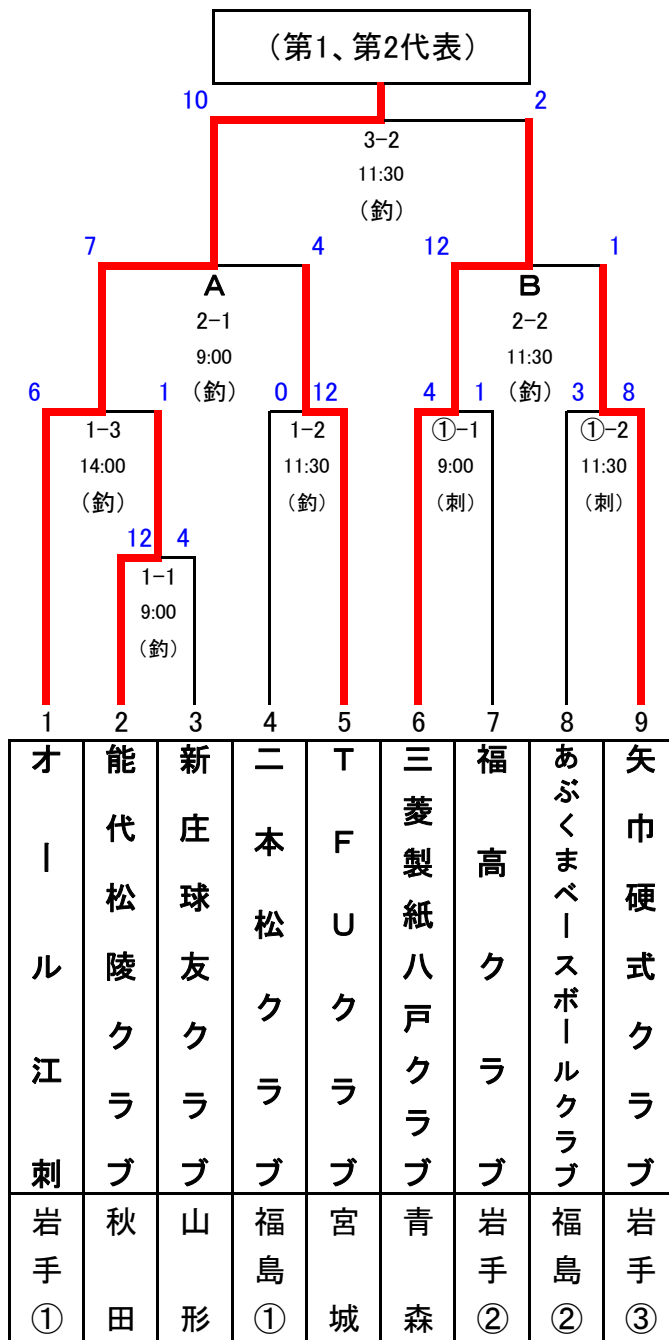 (第1、第2代表)
10 2
3-2
11:30
(釣)
7 4 12 1
A B
2-1 2-2
9:00 11:30
(釣) (釣)
6 1 0 12 4 1 3 8
1-3 1-2 ①-1 ①-2
14:00 11:30 9:00 11:30
(釣) (釣) (刺) (刺)
12 4
1-1
9:00
(釣)
1 2 3 4 5 6 7 8 9
オール江刺
能代松陵クラブ
新庄球友クラブ
二本松クラブ
TFUクラブ
三菱製紙八戸クラブ
福高クラブ
あぶくまベースボールクラブ
矢巾硬式クラブ
岩手①
秋田
山形
福島①
宮城
青森
岩手②
福島②
岩手③